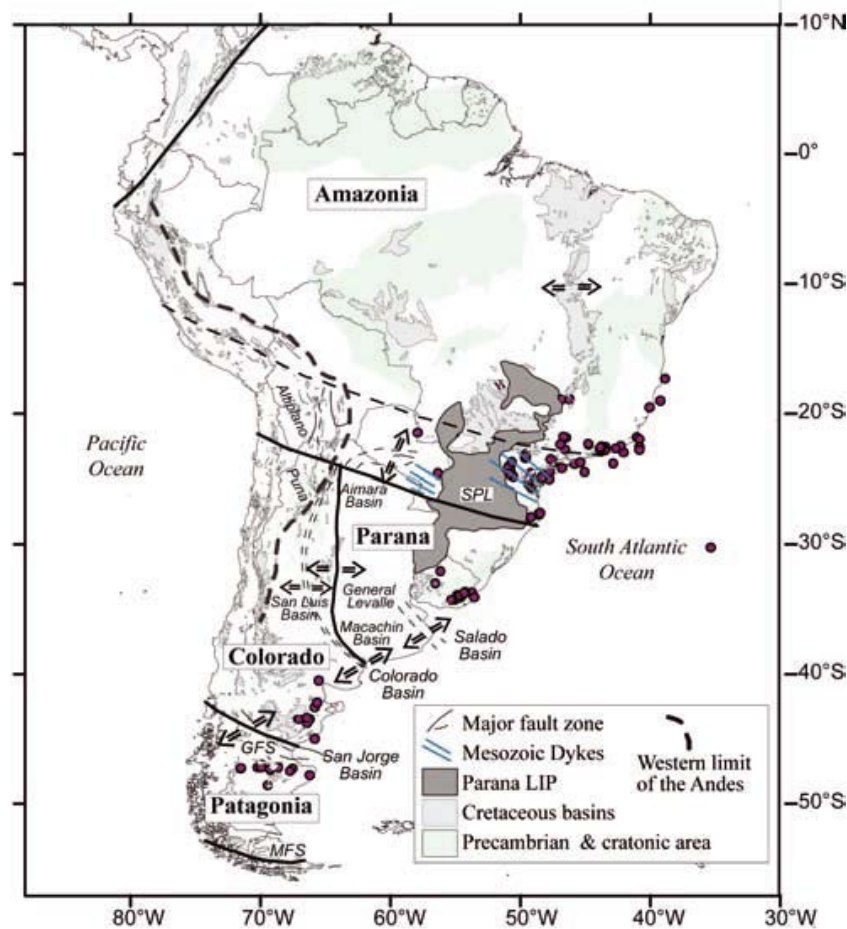 10°N
0°
10°S
20°S
30°S
40°S
50°S
Amazonia
Pacific
Ocean
Altiplano
Puna
Aimara
Basin
SPL
Parana
South Atlantic
Ocean
San Luis
Basin
General
Levalle
Macachin
Basin
Salado
Basin
Colorado
Colorado
Basin
GFS
San Jorge
Basin
Patagonia
MFS
Major fault zone
Mesozoic Dykes
Parana LIP
Cretaceous basins
Precambrian & cratonic area
Western limit
of the Andes
80°W
70°W
60°W
50°W
40°W
30°W